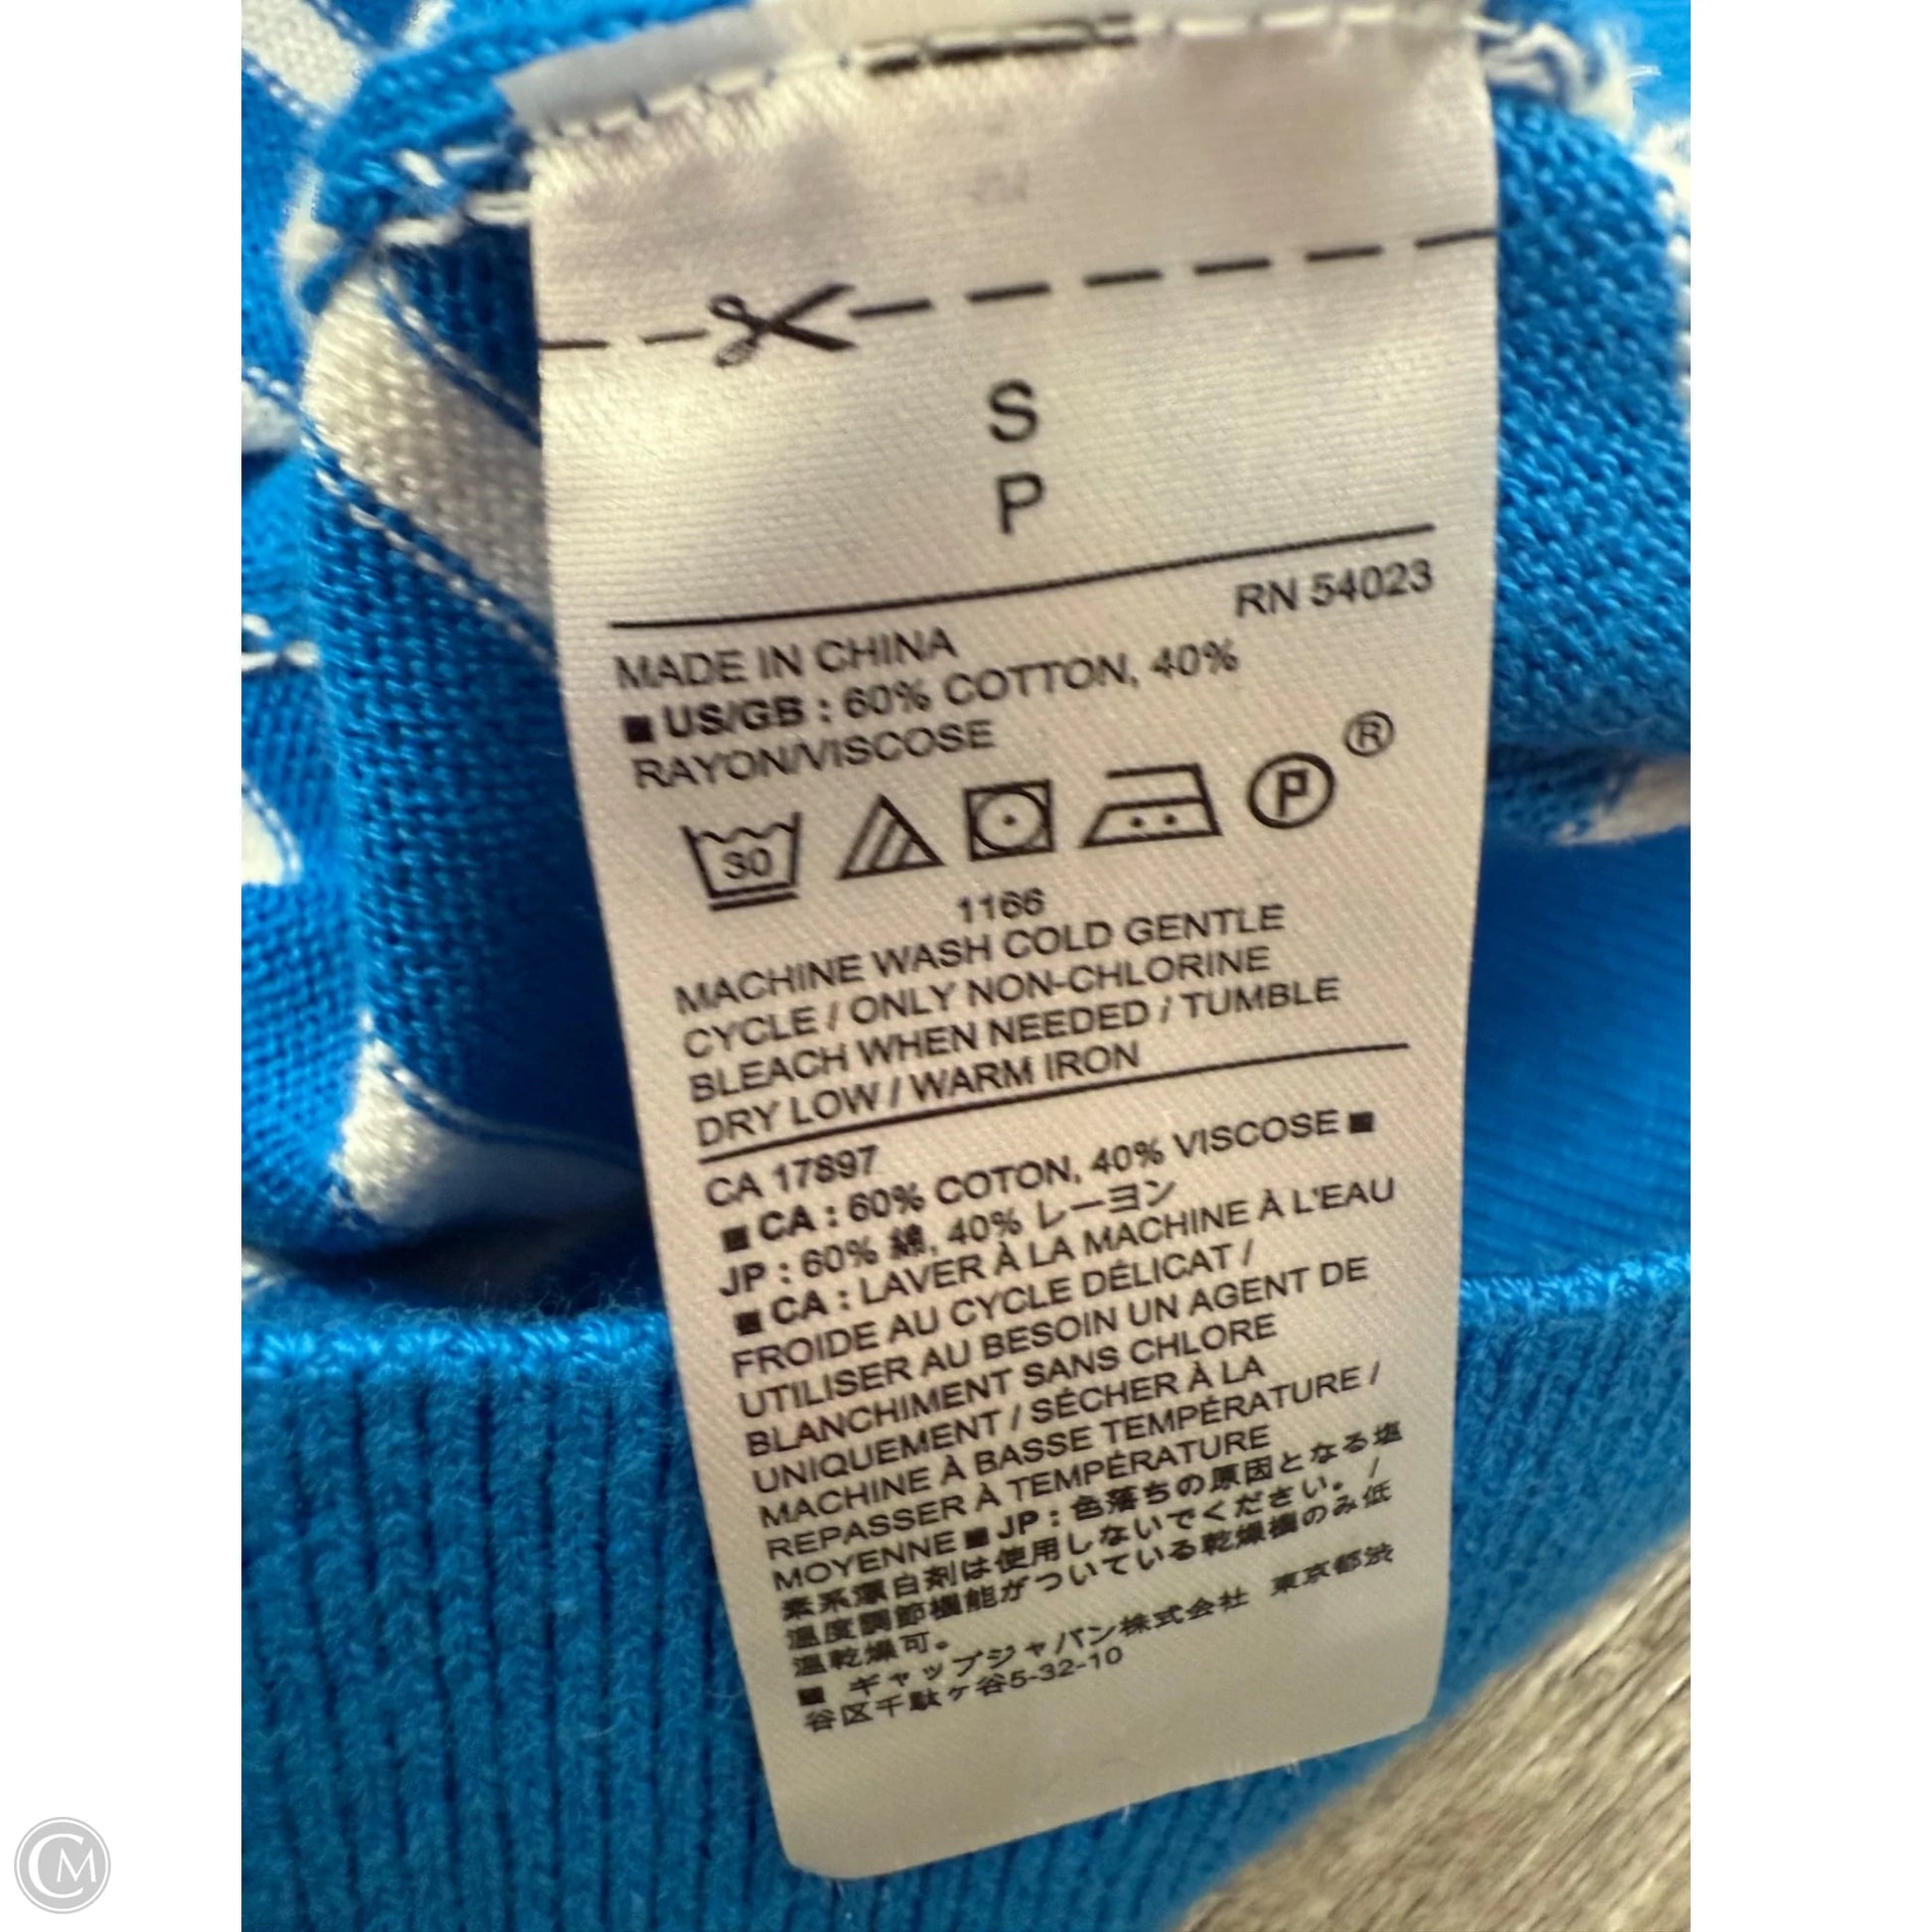 S
P
RN 54023
MADE IN CHINA
■ US/GB : 60% COTTON, 40%
RAYON/VISCOSE
30
P
®
1166
MACHINE WASH COLD GENTLE
CYCLE / ONLY NON-CHLORINE
BLEACH WHEN NEEDED / TUMBLE
DRY LOW / WARM IRON
CA 17897
■ CA : 60% COTON, 40% VISCOSE ■
JP : 60% 綿, 40% レーヨン
■ CA : LAVER À LA MACHINE À L'EAU
FROIDE AU CYCLE DÉLICAT /
UTILISER AU BESOIN UN AGENT DE
BLANCHIMENT SANS CHLORE
UNIQUEMENT / SÉCHER À LA
MACHINE À BASSE TEMPÉRATURE /
REPASSER À TEMPÉRATURE
MOYENNE ■ JP : 色落ちの原因となる塩
素系漂白剤は使用しないでください。 /
温度調節機能がついている乾燥機のみ低
温乾燥可。
■ ギャップジャパン株式会社 東京都渋
谷区千駄ヶ谷5-32-10
CM